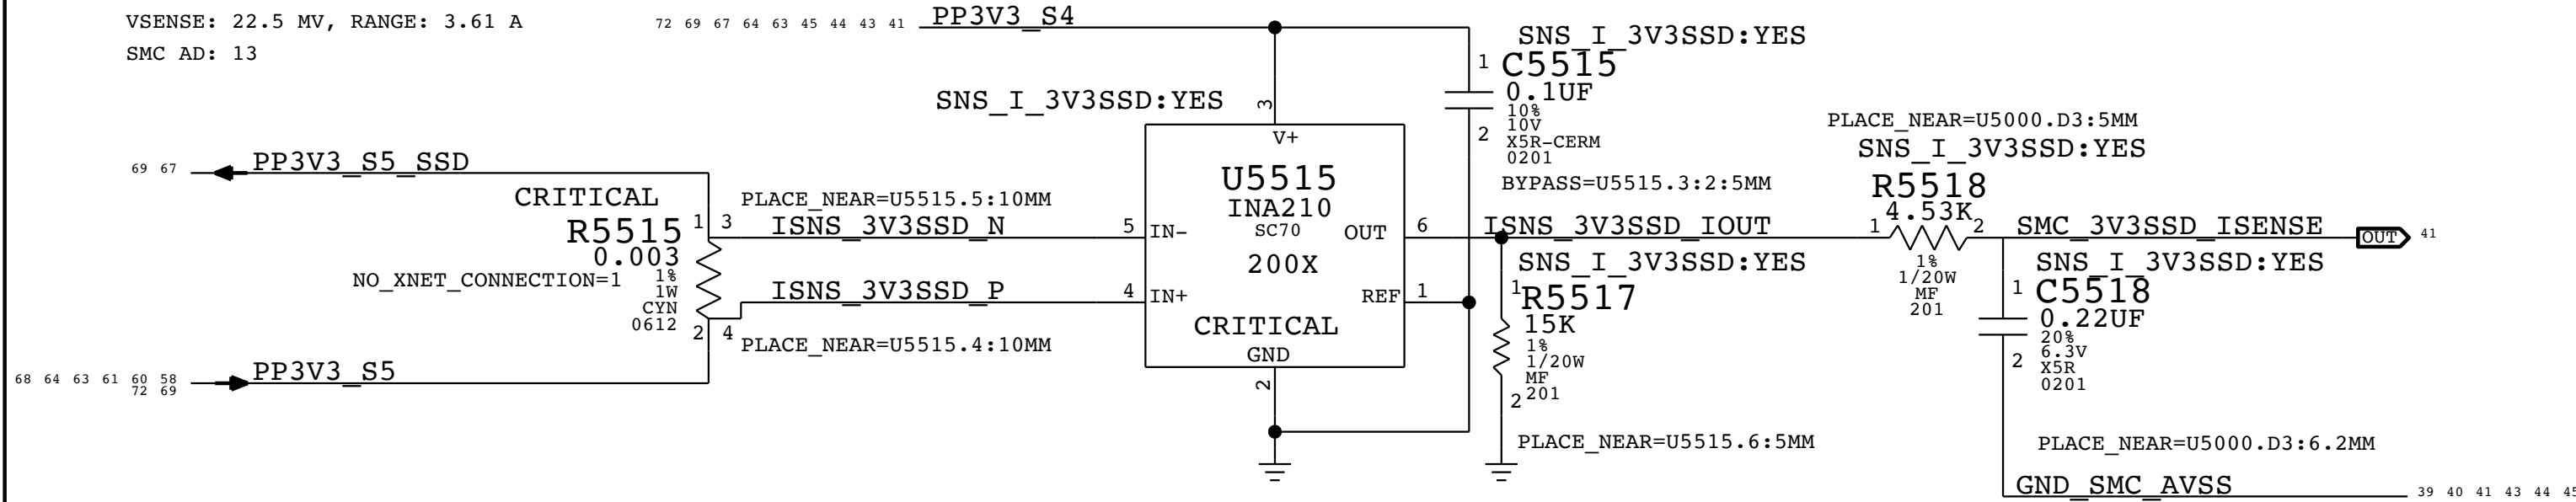 VSENSE: 22.5 MV, RANGE: 3.61 A
SMC AD: 13
72 69 67 64 63 45 44 43 41
PP3V3_S4
SNS_I_3V3SSD:YES
3
V+
U5515
INA210
SC70
200X
CRITICAL
GND
2
5
IN-
4
IN+
OUT
6
REF
1
SNS_I_3V3SSD:YES
1
C5515
0.1UF
10%
10V
X5R-CERM
0201
2
BYPASS=U5515.3:2:5MM
69 67
PP3V3_S5_SSD
CRITICAL
R5515
0.003
1%
1W
CYN
0612
NO_XNET_CONNECTION=1
1
3
2
4
PLACE_NEAR=U5515.5:10MM
ISNS_3V3SSD_N
ISNS_3V3SSD_P
PLACE_NEAR=U5515.4:10MM
68 64 63 61 60 58
72 69
PP3V3_S5
ISNS_3V3SSD_IOUT
SNS_I_3V3SSD:YES
1
R5517
15K
1%
1/20W
MF
201
2
PLACE_NEAR=U5515.6:5MM
PLACE_NEAR=U5000.D3:5MM
SNS_I_3V3SSD:YES
R5518
4.53K
1
2
1%
1/20W
MF
201
SMC_3V3SSD_ISENSE
OUT
41
SNS_I_3V3SSD:YES
1
C5518
0.22UF
20%
6.3V
X5R
0201
2
PLACE_NEAR=U5000.D3:6.2MM
GND_SMC_AVSS
39 40 41 43 44 45